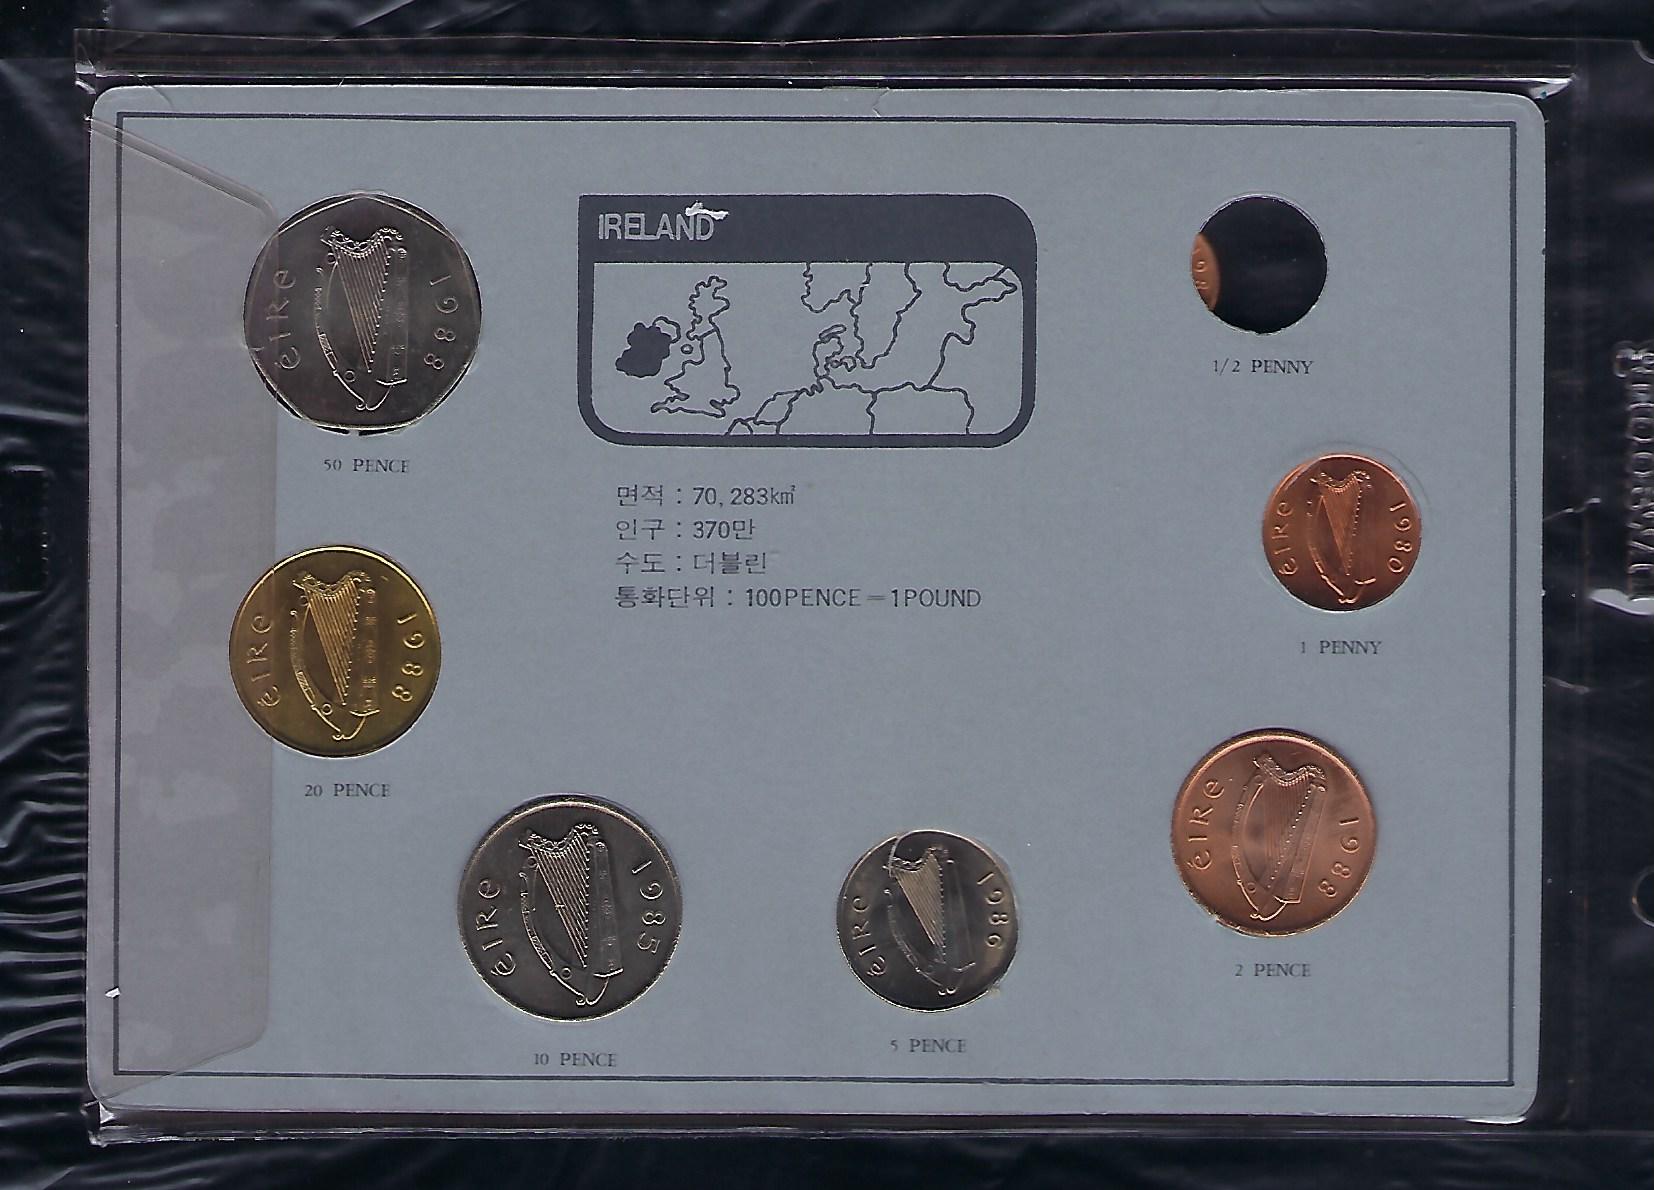 IRELAND
ÉIRE 1988
50 PENCE
1/2 PENNY
면적 : 70,283㎢
인구 : 370만
수도 : 더블린
통화단위 : 100PENCE=1POUND
ÉIRE 1980
1 PENNY
ÉIRE 1988
20 PENCE
ÉIRE 1985
10 PENCE
ÉIRE 1986
5 PENCE
ÉIRE 1988
2 PENCE